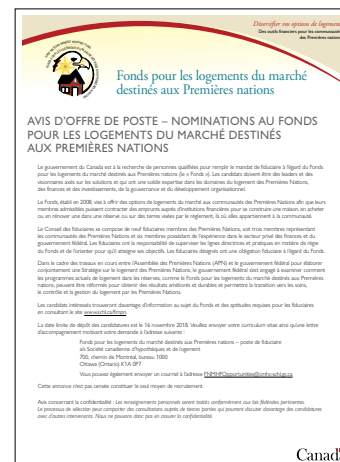 Diversifier vos options de logement
Des outils financiers pour les communautés
des Premières nations
Fonds pour les logements du marché
destinés aux Premières nations
AVIS D'OFFRE DE POSTE – NOMINATIONS AU FONDS
POUR LES LOGEMENTS DU MARCHÉ DESTINÉS
AUX PREMIÈRES NATIONS
Le gouvernement du Canada est à la recherche de personnes qualifiées pour remplir le mandat de fiduciaire à l'égard du Fonds
pour les logements du marché destinés aux Premières nations (le « Fonds »). Les candidats doivent être des leaders et des
visionnaires axés sur les solutions et qui ont une solide expertise dans les domaines du logement des Premières Nations,
des finances et des investissements, de la gouvernance et du développement organisationnel.
Le Fonds, établi en 2008, vise à offrir des options de logements du marché aux communautés des Premières Nations afin que leurs
membres admissibles puissent contracter des emprunts auprès d'institutions financières pour se construire une maison, en acheter
ou en rénover une dans une réserve ou sur des terres visées par le règlement, là où elles appartiennent à la communauté.
Le Conseil des fiduciaires se compose de neuf fiduciaires membres des Premières Nations, soit trois membres représentant
les communautés des Premières Nations et six membres possédant de l'expérience dans le secteur privé des finances et du
gouvernement fédéral. Les fiduciaires ont la responsabilité de superviser les lignes directrices et pratiques en matière de régie
du Fonds et de l'orienter pour qu'il atteigne ses objectifs. Les fiduciaires désignés ont une obligation fiduciaire à l'égard du Fonds.
Dans le cadre des travaux en cours entre l'Assemblée des Premières Nations (APN) et le gouvernement fédéral pour élaborer
conjointement une Stratégie sur le logement des Premières Nations, le gouvernement fédéral s'est engagé à examiner comment
les programmes actuels de logement dans les réserves, comme le Fonds pour les logements du marché destinés aux Premières
nations, peuvent être réformés pour obtenir des résultats améliorés et durables et permettre la transition vers les soins,
le contrôle et la gestion du logement par les Premières Nations.
Les candidats intéressés trouveront davantage d'information au sujet du Fonds et des aptitudes requises pour les fiduciaires
en consultant le site www.schl.ca/flmpn.
La date limite de dépôt des candidatures est le 16 novembre 2018. Veuillez envoyer votre curriculum vitae ainsi qu'une lettre
d'accompagnement motivant votre demande à l'adresse suivante :
Fonds pour les logements du marché destinés aux Premières nations – poste de fiduciaire
a/s Société canadienne d'hypothèques et de logement
700, chemin de Montréal, bureau 1000
Ottawa (Ontario) K1A 0P7
Vous pouvez également envoyer un courriel à l'adresse FNMHFOpportunities@cmhc-schl.gc.ca
Cette annonce n'est pas censée constituer le seul moyen de recrutement.
Avis concernant la confidentialité : Les renseignements personnels seront traités conformément aux lois fédérales pertinentes.
Le processus de sélection peut comporter des consultations auprès de tierces parties qui pourront discuter davantage des candidatures
avec d'autres intervenants. Nous ne pouvons donc pas en assurer la confidentialité.